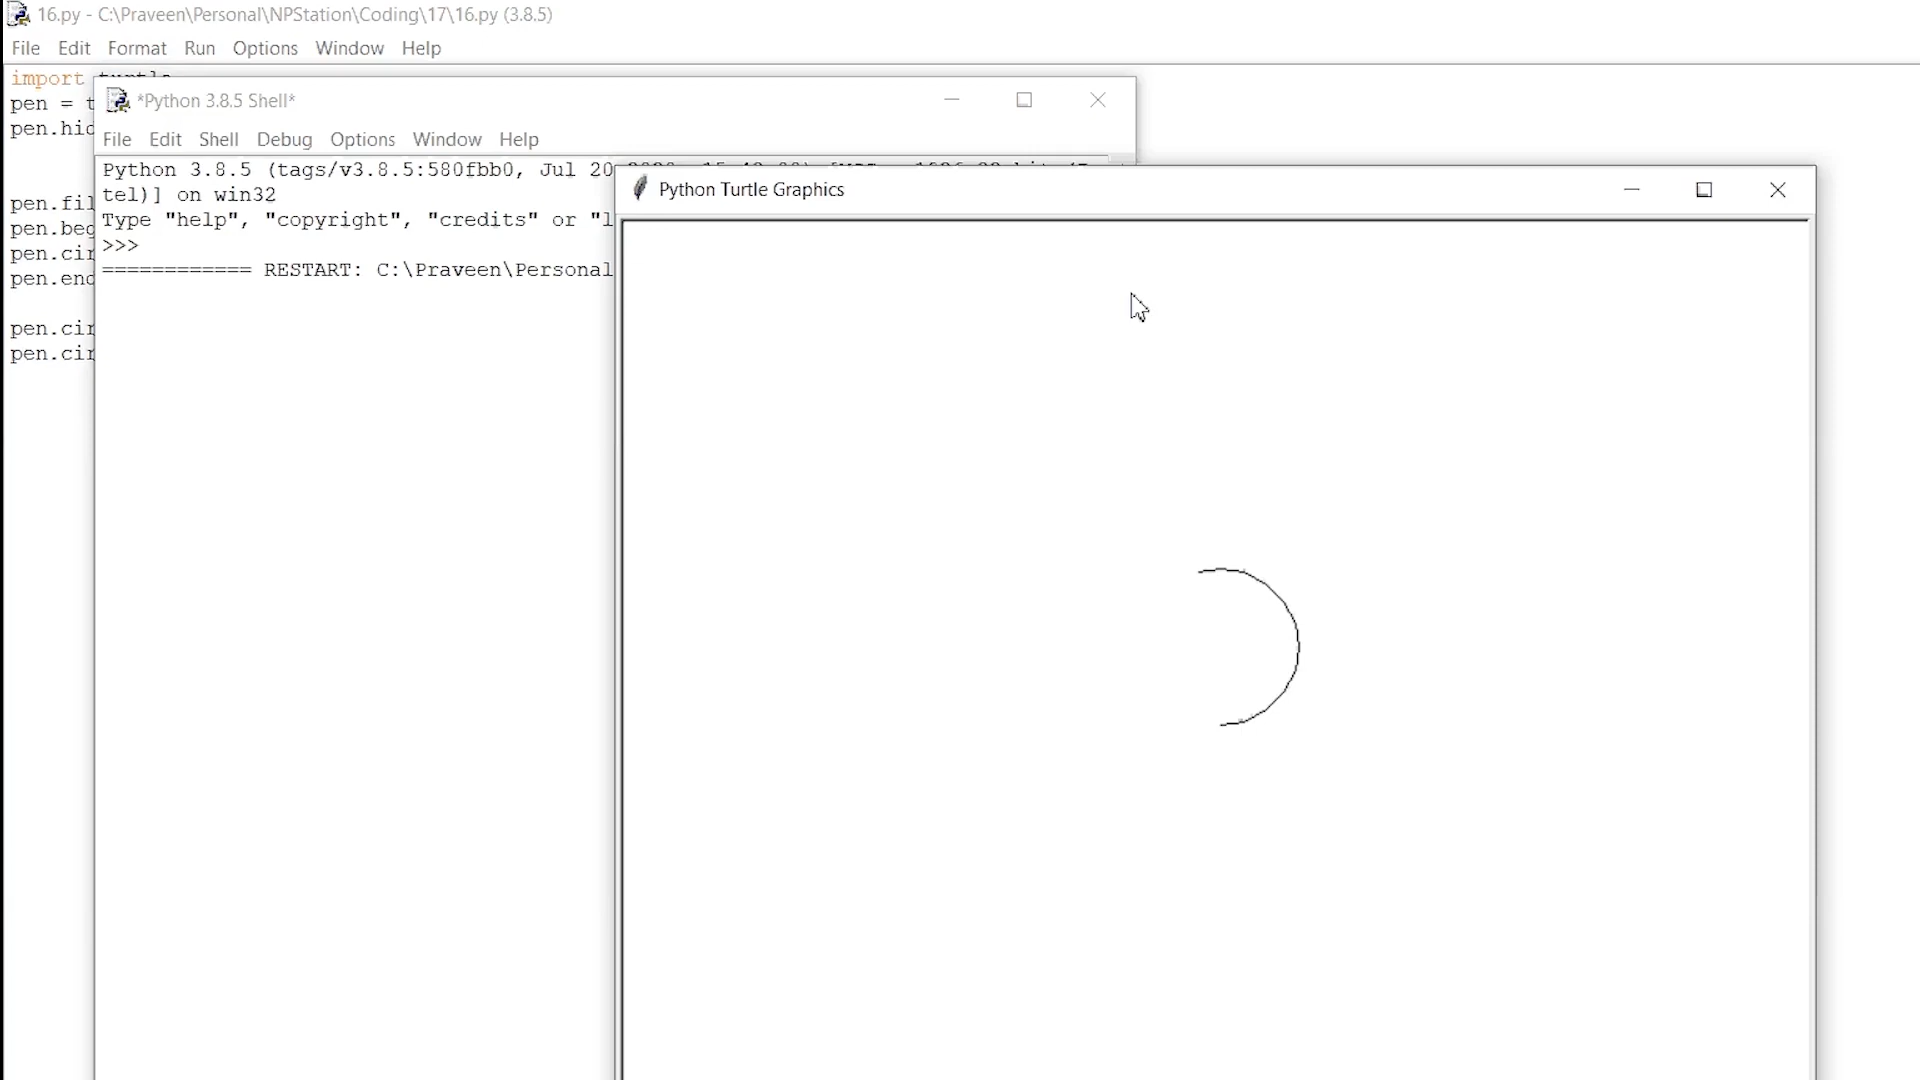 16.py - C:\Praveen\Personal\NPStation\Coding\17\16.py (3.8.5)
File Edit Format Run Options Window Help
import turtle
pen = t
pen.hid
pen.fil
pen.beg
pen.cir
pen.end
pen.cir
pen.cir
*Python 3.8.5 Shell*
File Edit Shell Debug Options Window Help
Python 3.8.5 (tags/v3.8.5:580fbb0, Jul 20
tel)] on win32
Type "help", "copyright", "credits" or "l
>>>
============ RESTART: C:\Praveen\Personal
Python Turtle Graphics